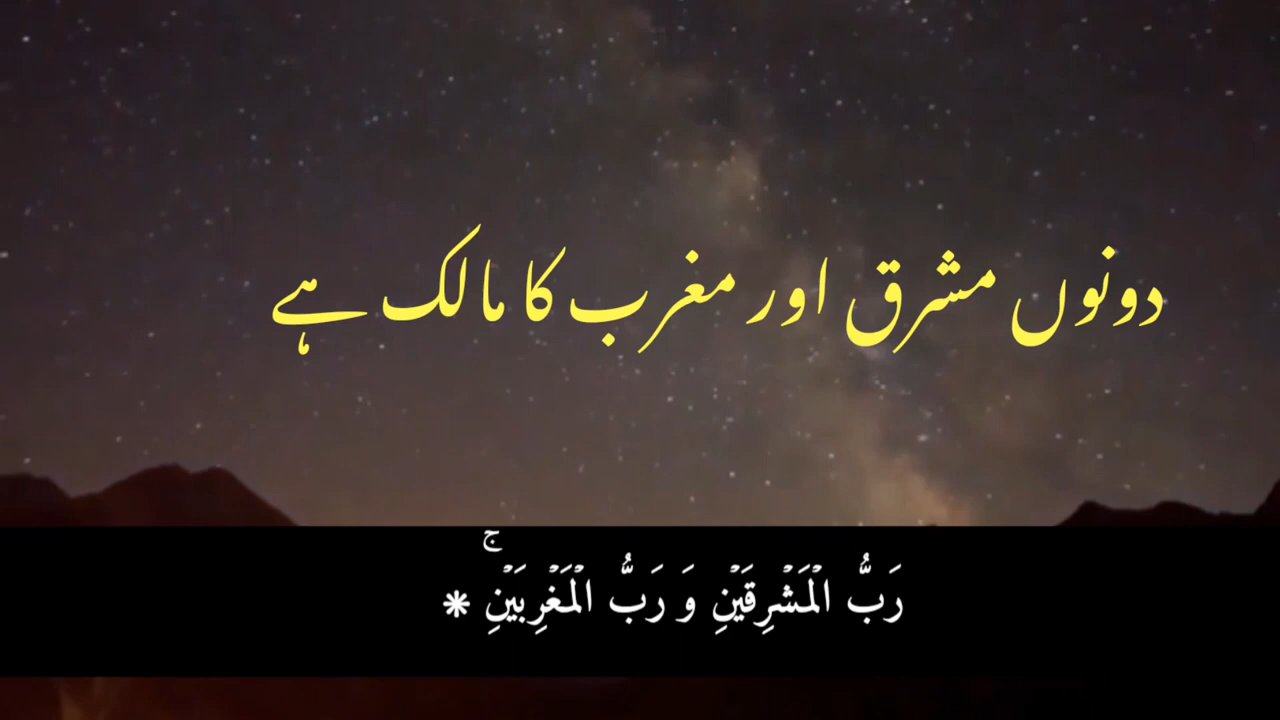 دونوں مشرق اور مغرب کا مالک ہے
رَبُّ الْمَشْرِقَيْنِ وَ رَبُّ الْمَغْرِبَيْنِۚ *